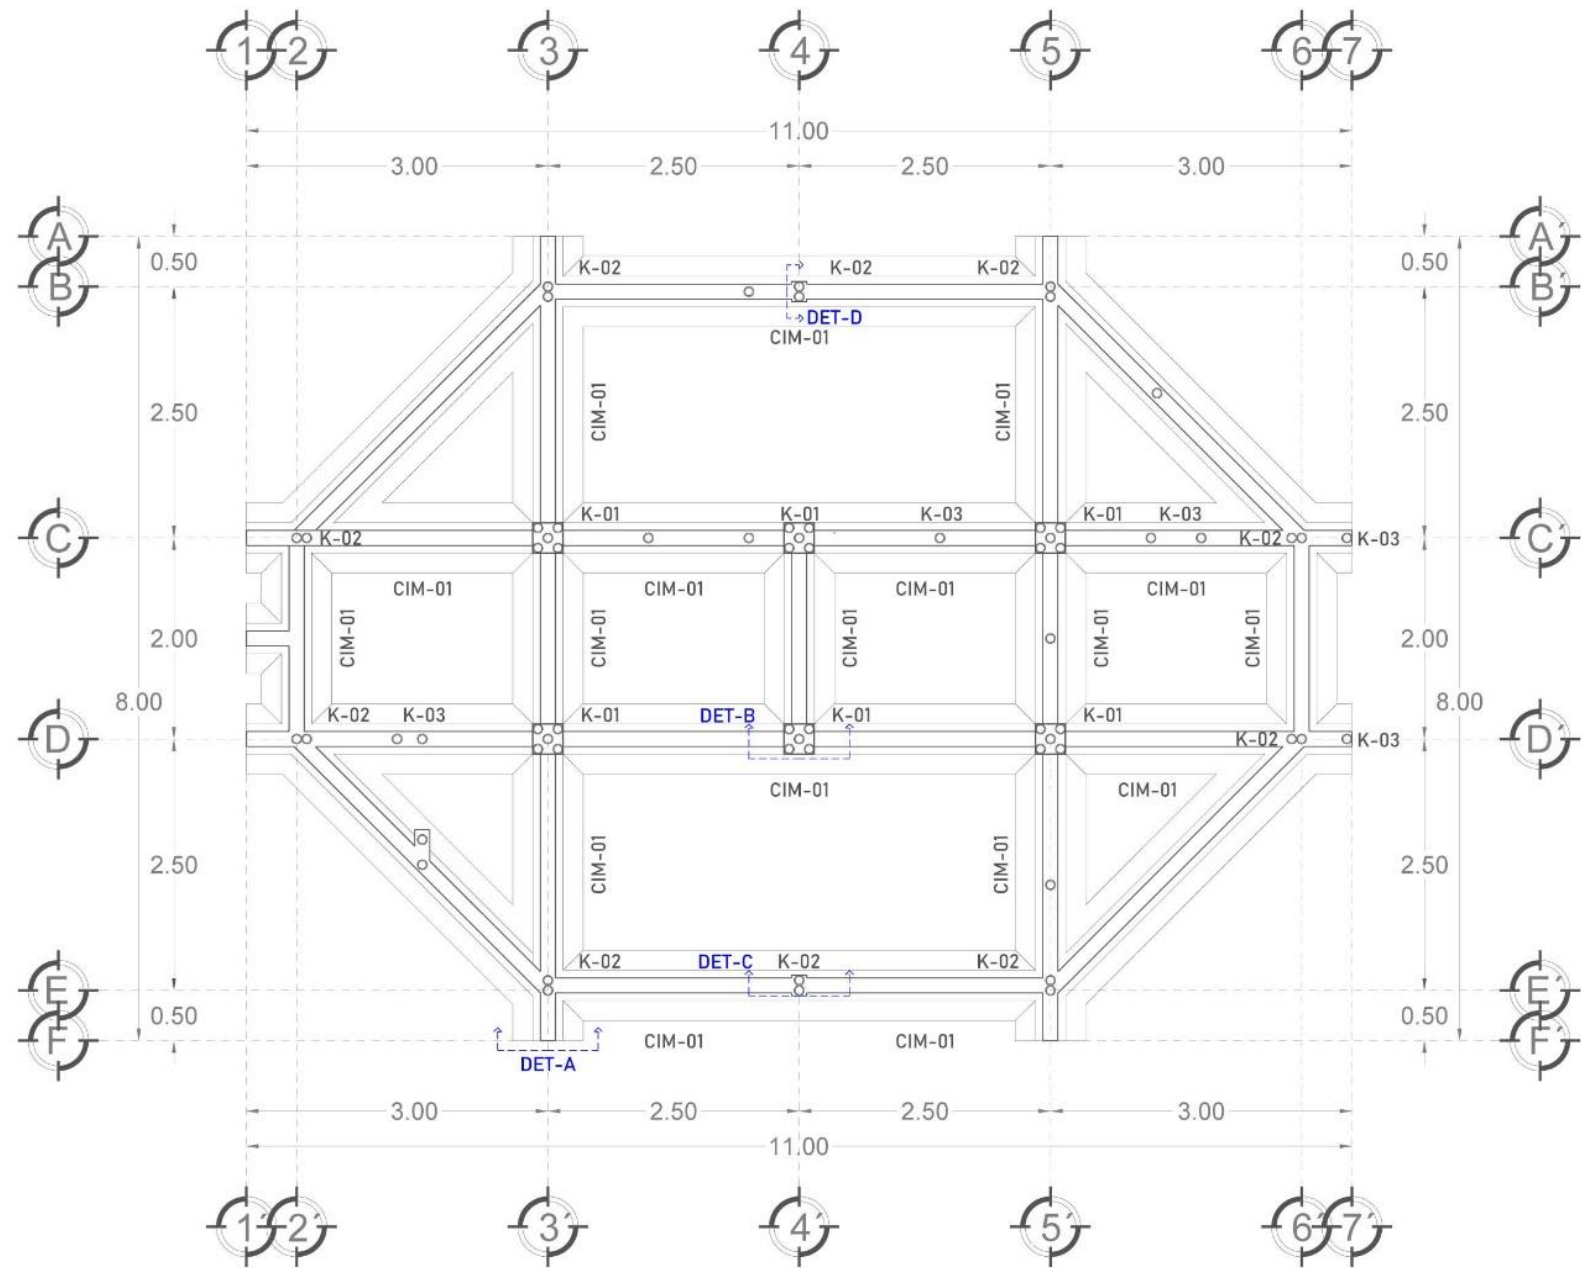 1 2 3 4 5 6 7
11.00
3.00 2.50 2.50 3.00
A A´
0.50 K-02 K-02 K-02 0.50
B B´
DET-D
CIM-01
2.50 CIM-01 CIM-01 2.50
K-01 K-01 K-03 K-01 K-03
C K-02 K-02 K-03 C´
CIM-01 CIM-01 CIM-01 CIM-01
2.00 CIM-01 CIM-01 CIM-01 CIM-01 CIM-01 2.00
8.00 8.00
K-02 K-03 K-01 DET-B K-01 K-01
D K-02 K-03 D´
CIM-01 CIM-01
2.50 CIM-01 CIM-01 2.50
K-02 DET-C K-02 K-02
E E´
0.50 0.50
F CIM-01 CIM-01 F´
DET-A
3.00 2.50 2.50 3.00
11.00
1´ 2´ 3´ 4´ 5´ 6´ 7´